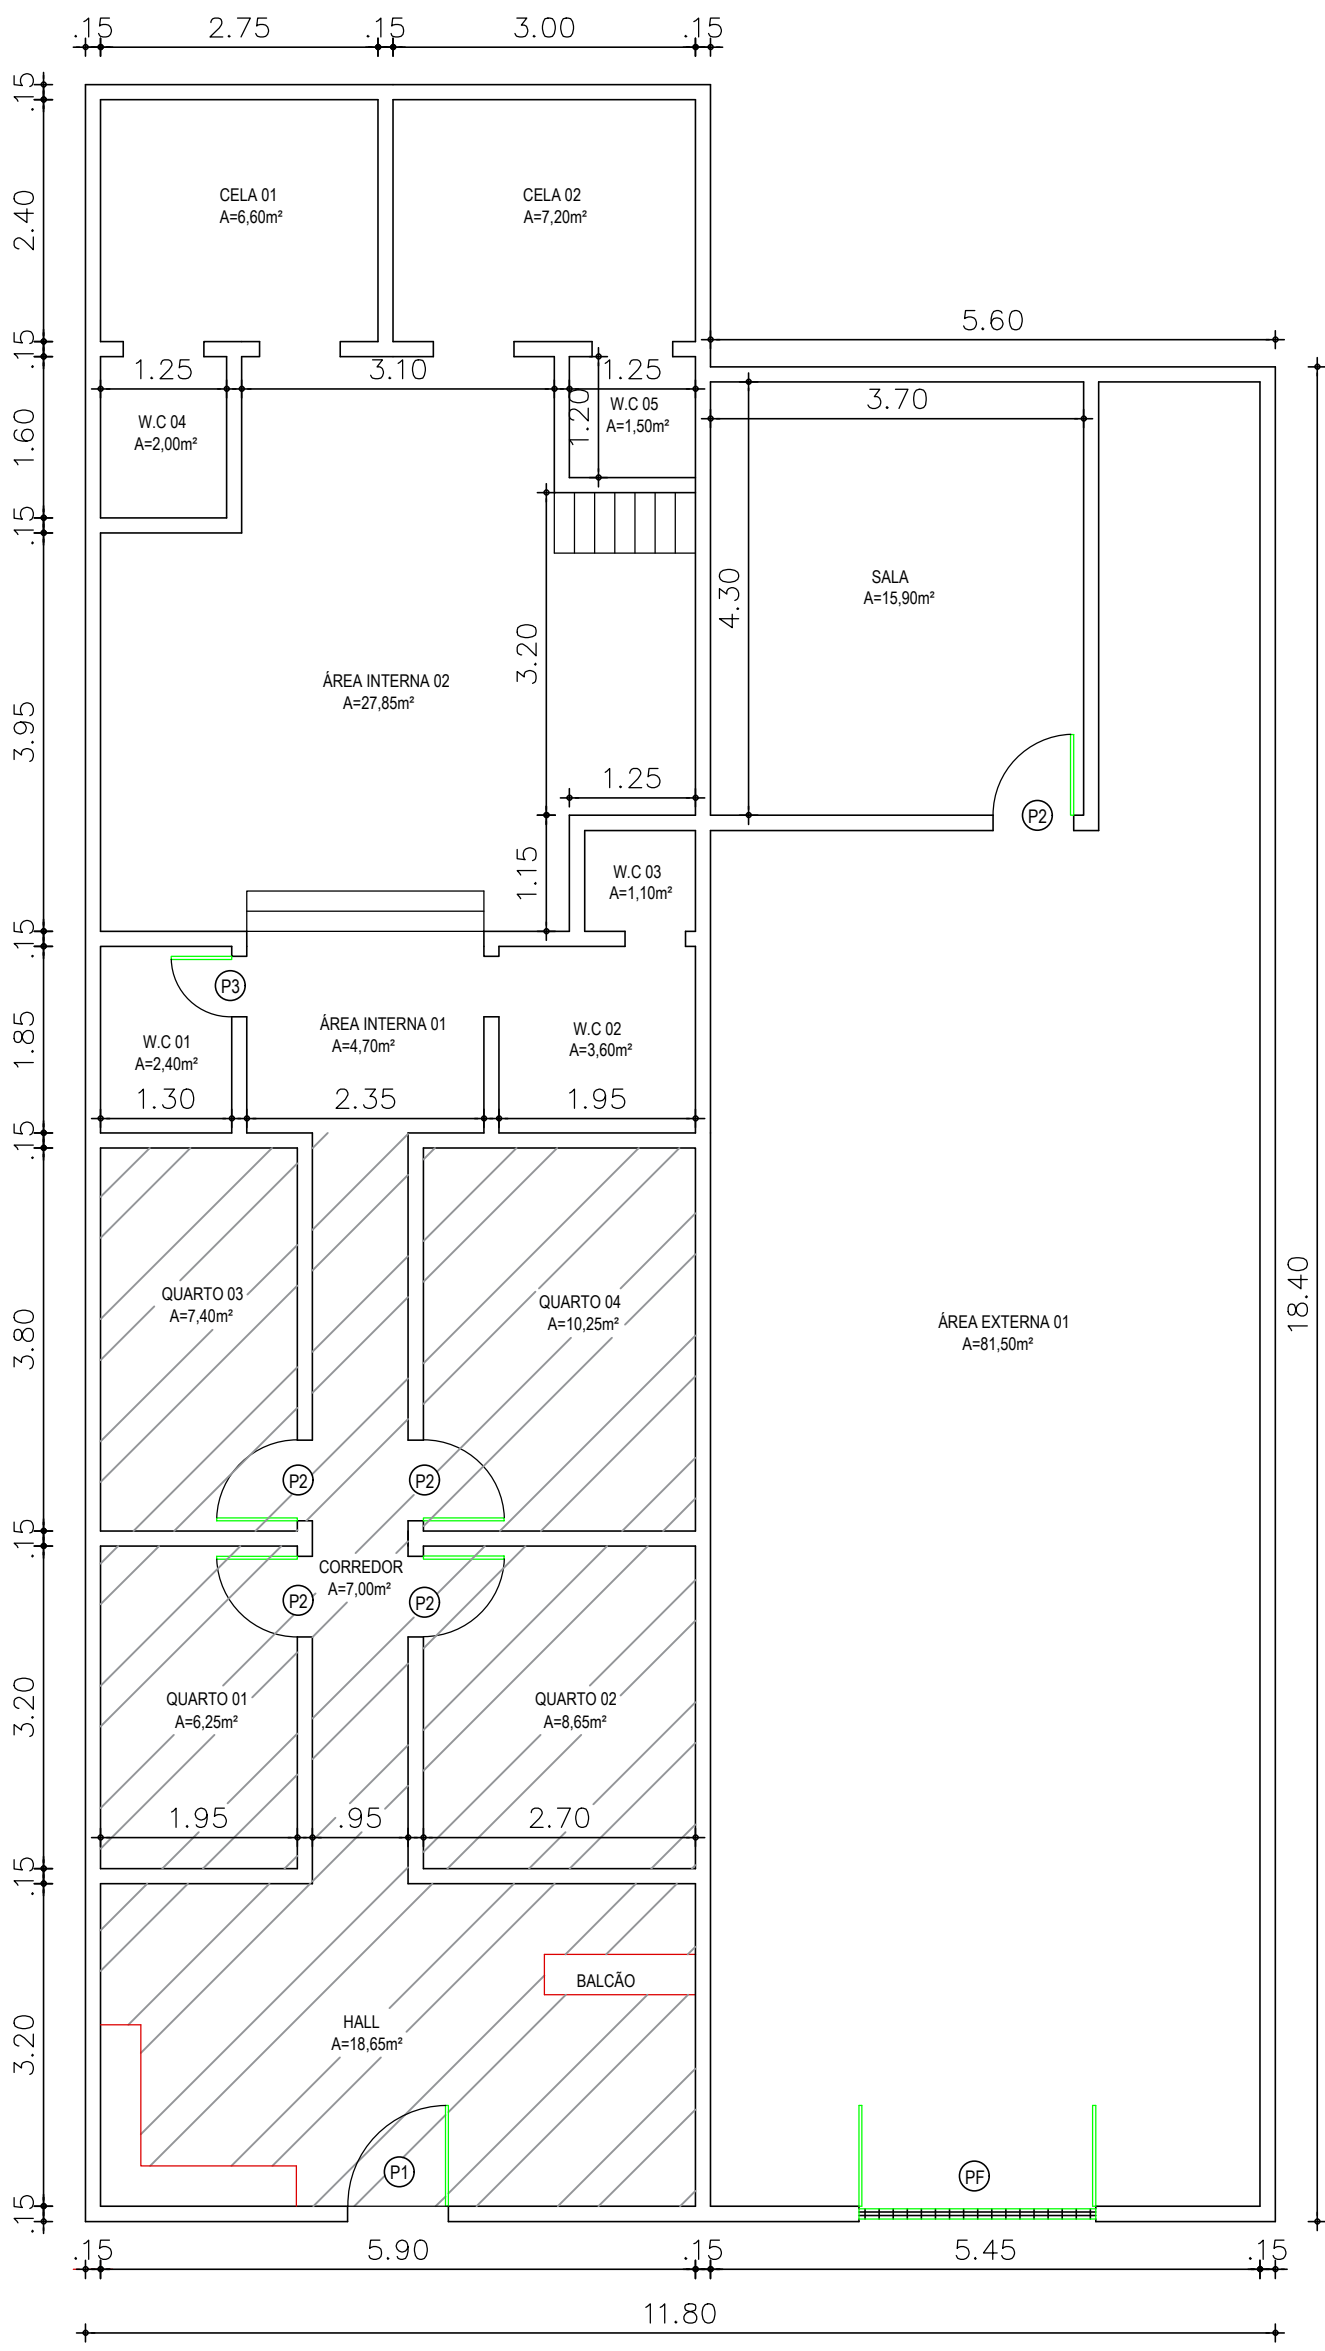 .15 2.75 .15 3.00 .15
.15
2.40
.15
1.60
.15
3.95
.15
1.85
.15
3.80
.15
3.20
.15
3.20
.15
CELA 01
A=6,60m²
CELA 02
A=7,20m²
5.60
1.25 3.10 1.25
1.20
W.C 04
A=2,00m²
W.C 05
A=1,50m²
3.70
4.30
SALA
A=15,90m²
P2
3.20
ÁREA INTERNA 02
A=27,85m²
1.25
1.15
W.C 03
A=1,10m²
P3
ÁREA INTERNA 01
A=4,70m²
W.C 01
A=2,40m²
W.C 02
A=3,60m²
1.30 2.35 1.95
QUARTO 03
A=7,40m²
QUARTO 04
A=10,25m²
ÁREA EXTERNA 01
A=81,50m²
18.40
P2 P2
CORREDOR
A=7,00m²
P2 P2
QUARTO 01
A=6,25m²
QUARTO 02
A=8,65m²
1.95 .95 2.70
BALCÃO
HALL
A=18,65m²
P1
PF
.15 5.90 .15 5.45 .15
11.80